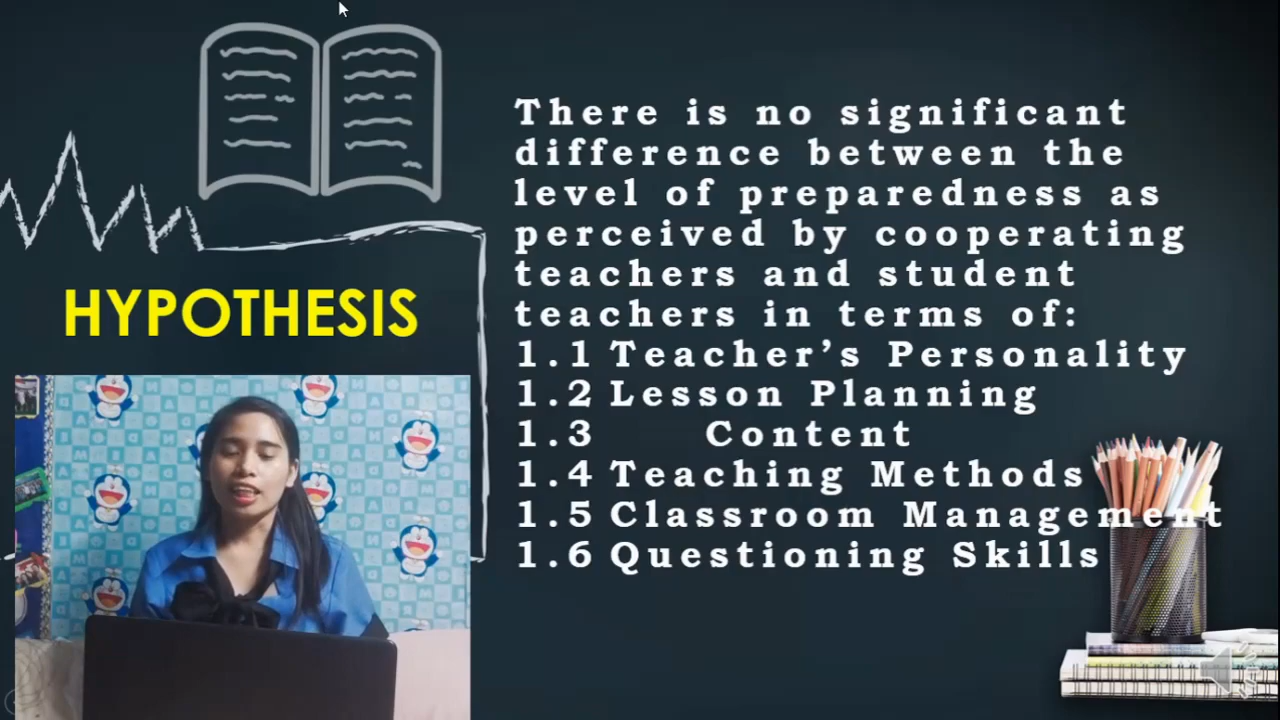 HYPOTHESIS
There is no significant
difference between the
level of preparedness as
perceived by cooperating
teachers and student
teachers in terms of:
1.1 Teacher's Personality
1.2 Lesson Planning
1.3 Content
1.4 Teaching Methods
1.5 Classroom Management
1.6 Questioning Skills